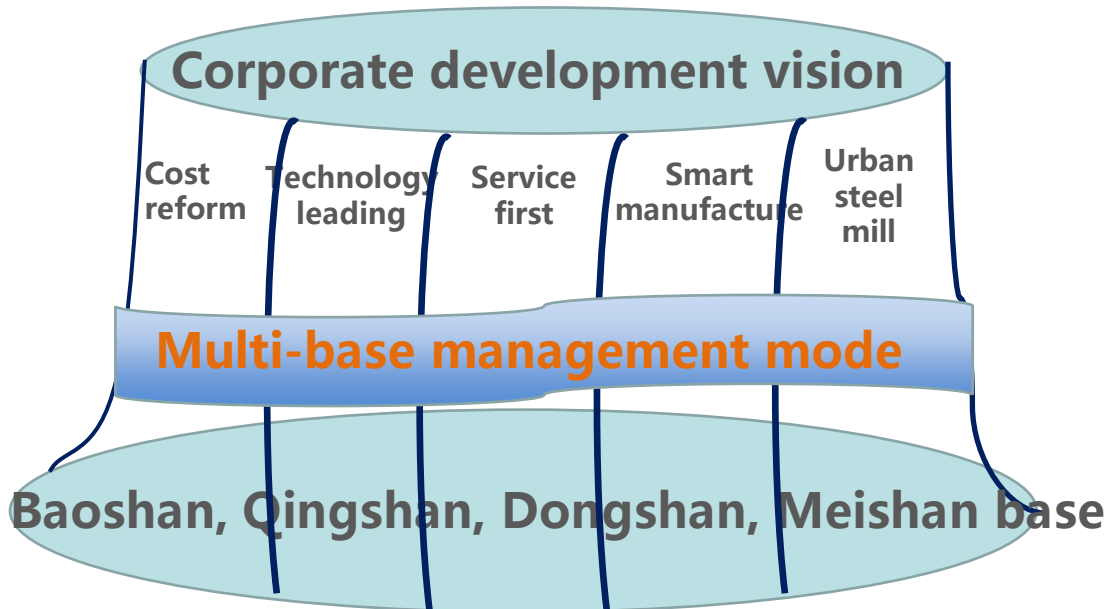 Corporate development vision
Cost
reform
Technology
leading
Service
first
Smart
manufacture
Urban
steel
mill
Multi-base management mode
Baoshan, Qingshan, Dongshan, Meishan base